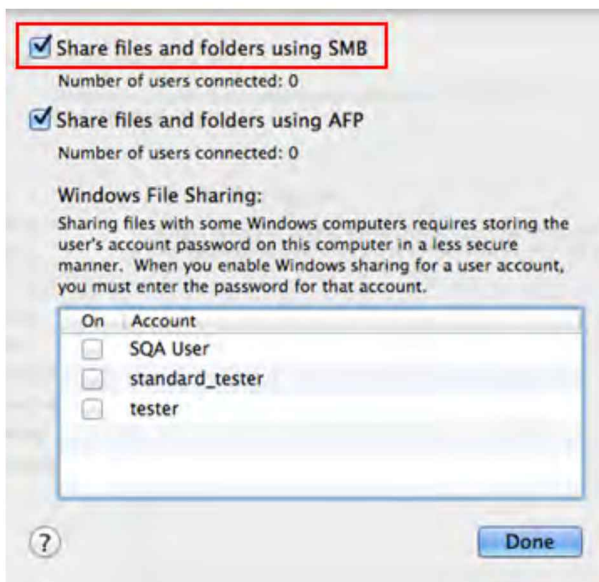 Share files and folders using SMB
Number of users connected: 0
Share files and folders using AFP
Number of users connected: 0
Windows File Sharing:
Sharing files with some Windows computers requires storing the
user's account password on this computer in a less secure
manner. When you enable Windows sharing for a user account,
you must enter the password for that account.
On Account
SQA User
standard_tester
tester
? Done